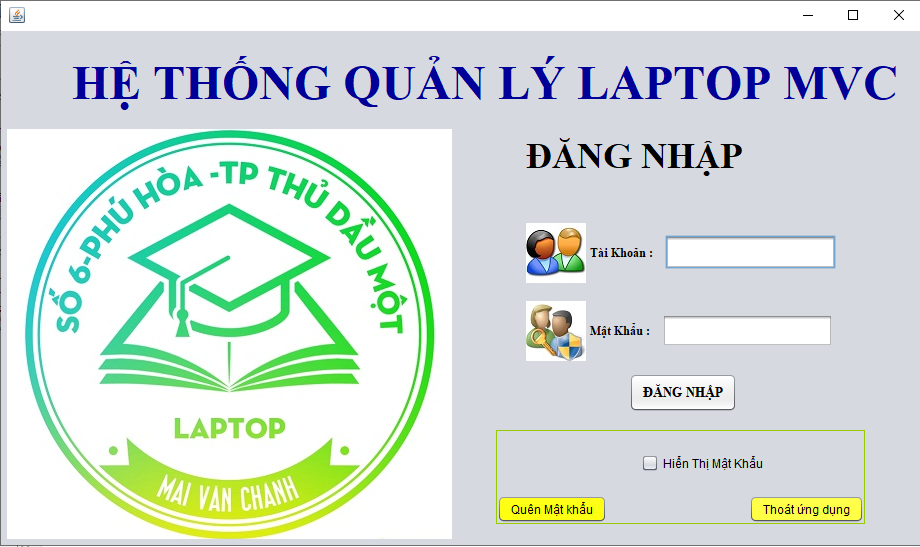 HỆ THỐNG QUẢN LÝ LAPTOP MVC
SỐ 6-PHÚ HÒA -TP THỦ DẦU MỘT
LAPTOP
MAI VAN CHANH
ĐĂNG NHẬP
Tài Khoản :
Mật Khẩu :
ĐĂNG NHẬP
Hiển Thị Mật Khẩu
Quên Mật khẩu
Thoát ứng dụng